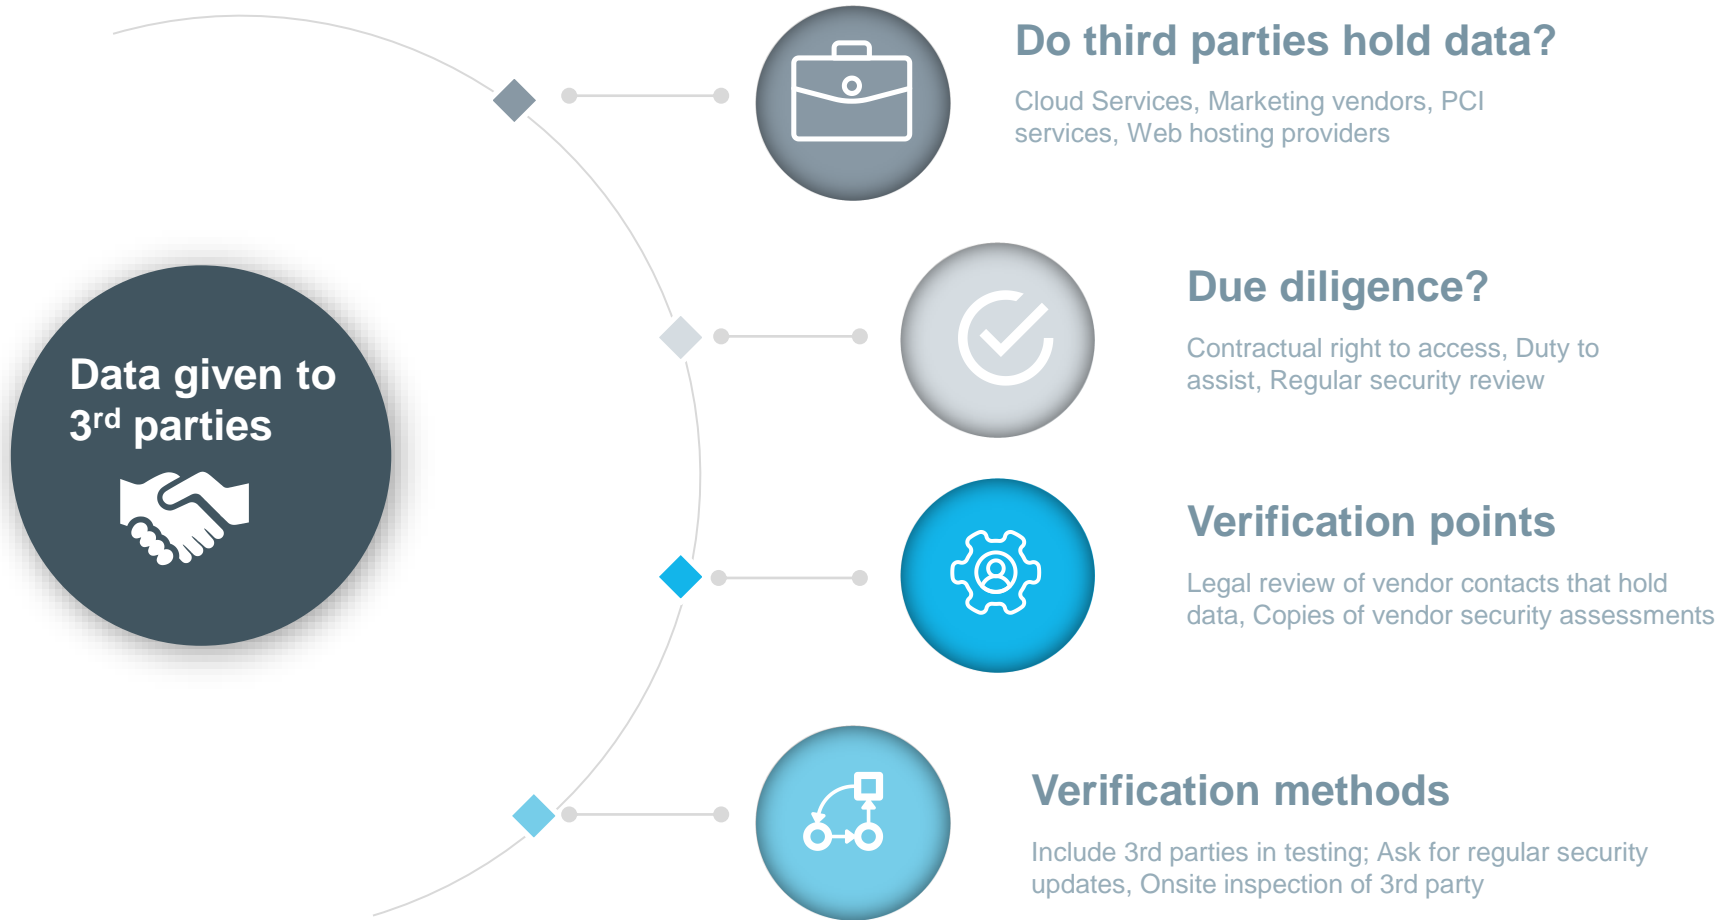 Data given to
3rd parties
Do third parties hold data?
Cloud Services, Marketing vendors, PCI
services, Web hosting providers
Due diligence?
Contractual right to access, Duty to
assist, Regular security review
Verification points
Legal review of vendor contacts that hold
data, Copies of vendor security assessments
Verification methods
Include 3rd parties in testing; Ask for regular security
updates, Onsite inspection of 3rd party